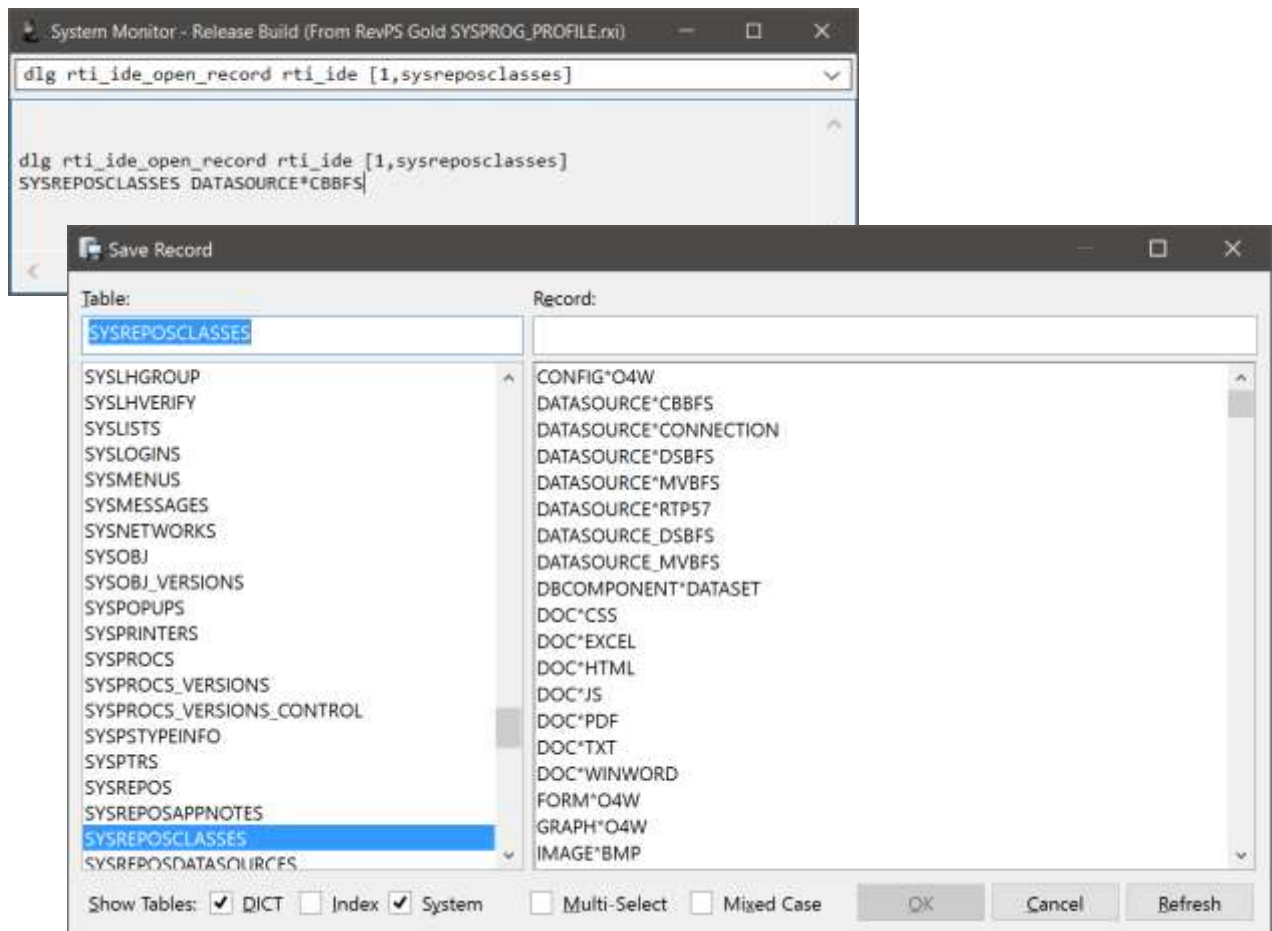 System Monitor - Release Build (From RevPS Gold SYSPROG_PROFILE.rxi)
dlg rti_ide_open_record rti_ide [1,sysreposclasses]
dlg rti_ide_open_record rti_ide [1,sysreposclasses]
SYSREPOSCLASSES DATASOURCE*CBBFS
Save Record
Table:
SYSREPOSCLASSES
SYSLHGROUP
SYSLHVERIFY
SYSLISTS
SYSLOGINS
SYSMENUS
SYSMESSAGES
SYSNETWORKS
SYSOBJ
SYSOBJ_VERSIONS
SYSPOPUPS
SYSPRINTERS
SYSPROCS
SYSPROCS_VERSIONS
SYSPROCS_VERSIONS_CONTROL
SYSPSTYPEINFO
SYSPTRS
SYSREPOS
SYSREPOSAPPNOTES
SYSREPOSCLASSES
SYSREPOSDATASOURCES
Record:
CONFIG*O4W
DATASOURCE*CBBFS
DATASOURCE*CONNECTION
DATASOURCE*DSBFS
DATASOURCE*MVBFS
DATASOURCE*RTP57
DATASOURCE_DSBFS
DATASOURCE_MVBFS
DBCOMPONENT*DATASET
DOC*CSS
DOC*EXCEL
DOC*HTML
DOC*JS
DOC*PDF
DOC*TXT
DOC*WINWORD
FORM*O4W
GRAPH*O4W
IMAGE*BMP
Show Tables: DICT Index System Multi-Select Mixed Case OK Cancel Refresh